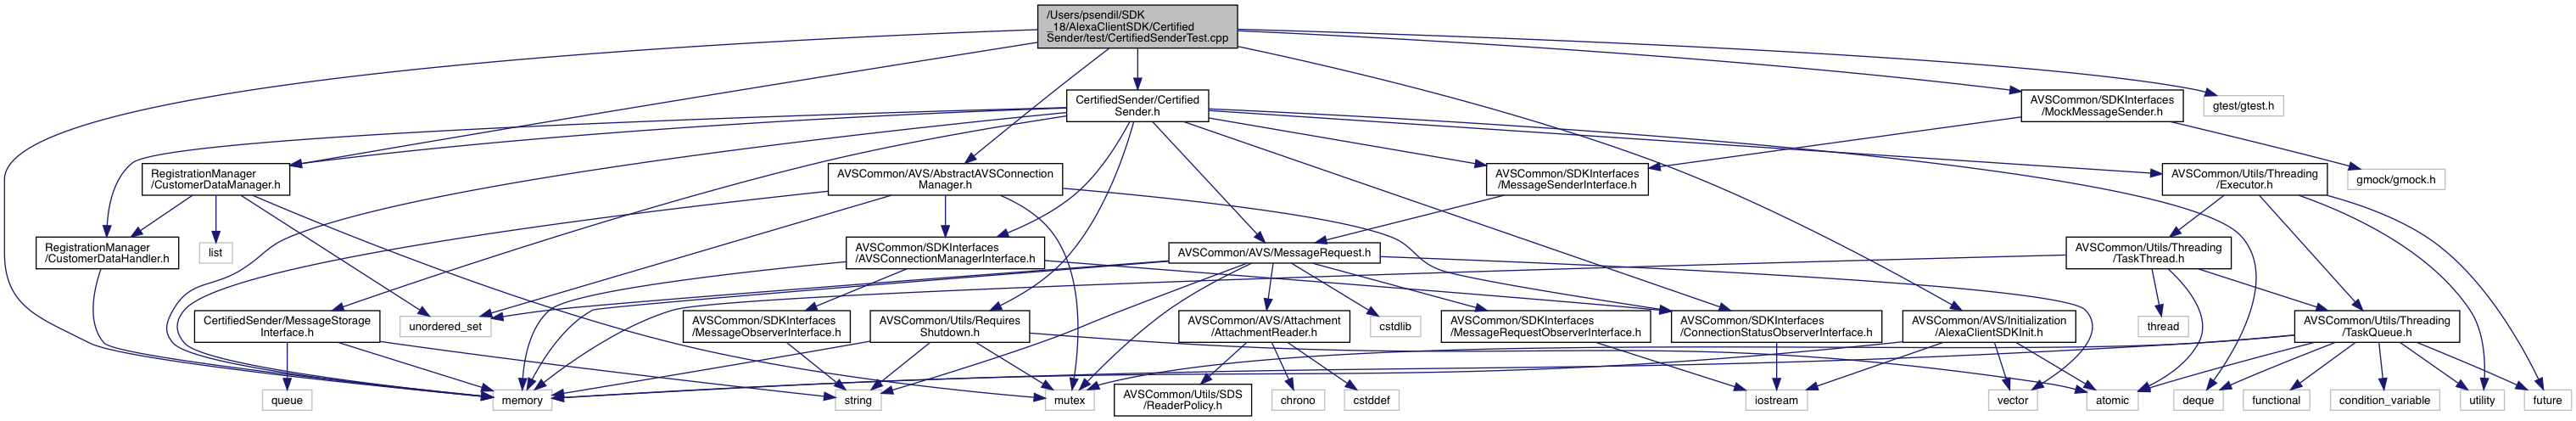 /Users/psendil/SDK
_18/AlexaClientSDK/Certified
Sender/test/CertifiedSenderTest.cpp
CertifiedSender/Certified
Sender.h
AVSCommon/SDKInterfaces
/MockMessageSender.h
gtest/gtest.h
RegistrationManager
/CustomerDataManager.h
AVSCommon/AVS/AbstractAVSConnection
Manager.h
AVSCommon/SDKInterfaces
/MessageSenderInterface.h
AVSCommon/Utils/Threading
/Executor.h
gmock/gmock.h
RegistrationManager
/CustomerDataHandler.h
list
AVSCommon/SDKInterfaces
/AVSConnectionManagerInterface.h
AVSCommon/AVS/MessageRequest.h
AVSCommon/Utils/Threading
/TaskThread.h
CertifiedSender/MessageStorage
Interface.h
unordered_set
AVSCommon/SDKInterfaces
/MessageObserverInterface.h
AVSCommon/Utils/Requires
Shutdown.h
AVSCommon/AVS/Attachment
/AttachmentReader.h
cstdlib
AVSCommon/SDKInterfaces
/MessageRequestObserverInterface.h
AVSCommon/SDKInterfaces
/ConnectionStatusObserverInterface.h
AVSCommon/AVS/Initialization
/AlexaClientSDKInit.h
thread
AVSCommon/Utils/Threading
/TaskQueue.h
queue
memory
string
mutex
AVSCommon/Utils/SDS
/ReaderPolicy.h
chrono
cstddef
iostream
vector
atomic
deque
functional
condition_variable
utility
future